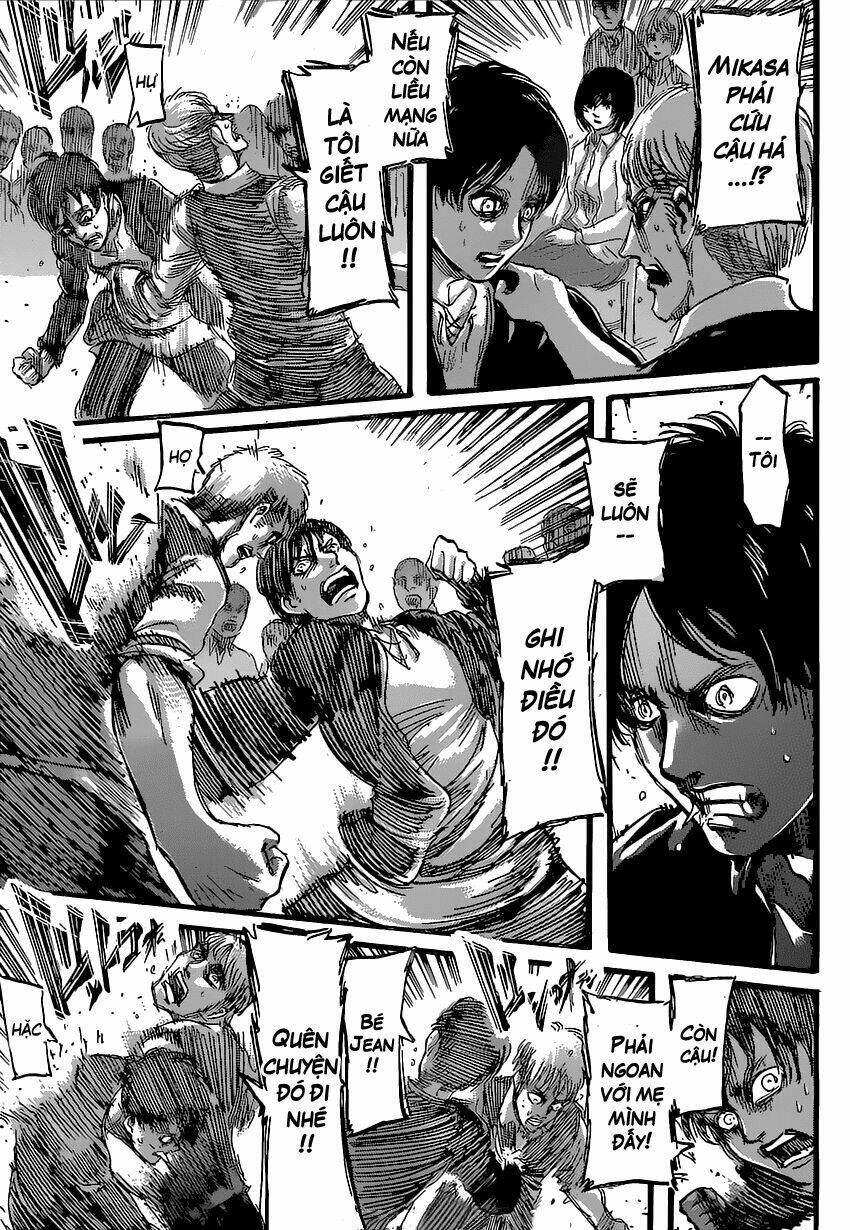 MIKASA
PHẢI
CỨU
CẬU HẢ
....!?
NẾU
CÒN
LIỀU
MẠNG
NỮA
LÀ TÔI
GIẾT
CẬU
LUÔN
!!
HỰ
--
TÔI
SẼ
LUÔN
--
GHI
NHỚ
ĐIỀU
ĐÓ
!!
HỢ
CÒN
CẬU!
PHẢI
NGOAN
VỚI MẸ
MÌNH
ĐẤY!
BÉ
JEAN
!!
QUÊN
CHUYỆN
ĐÓ ĐI
NHÉ
!!
HẶC